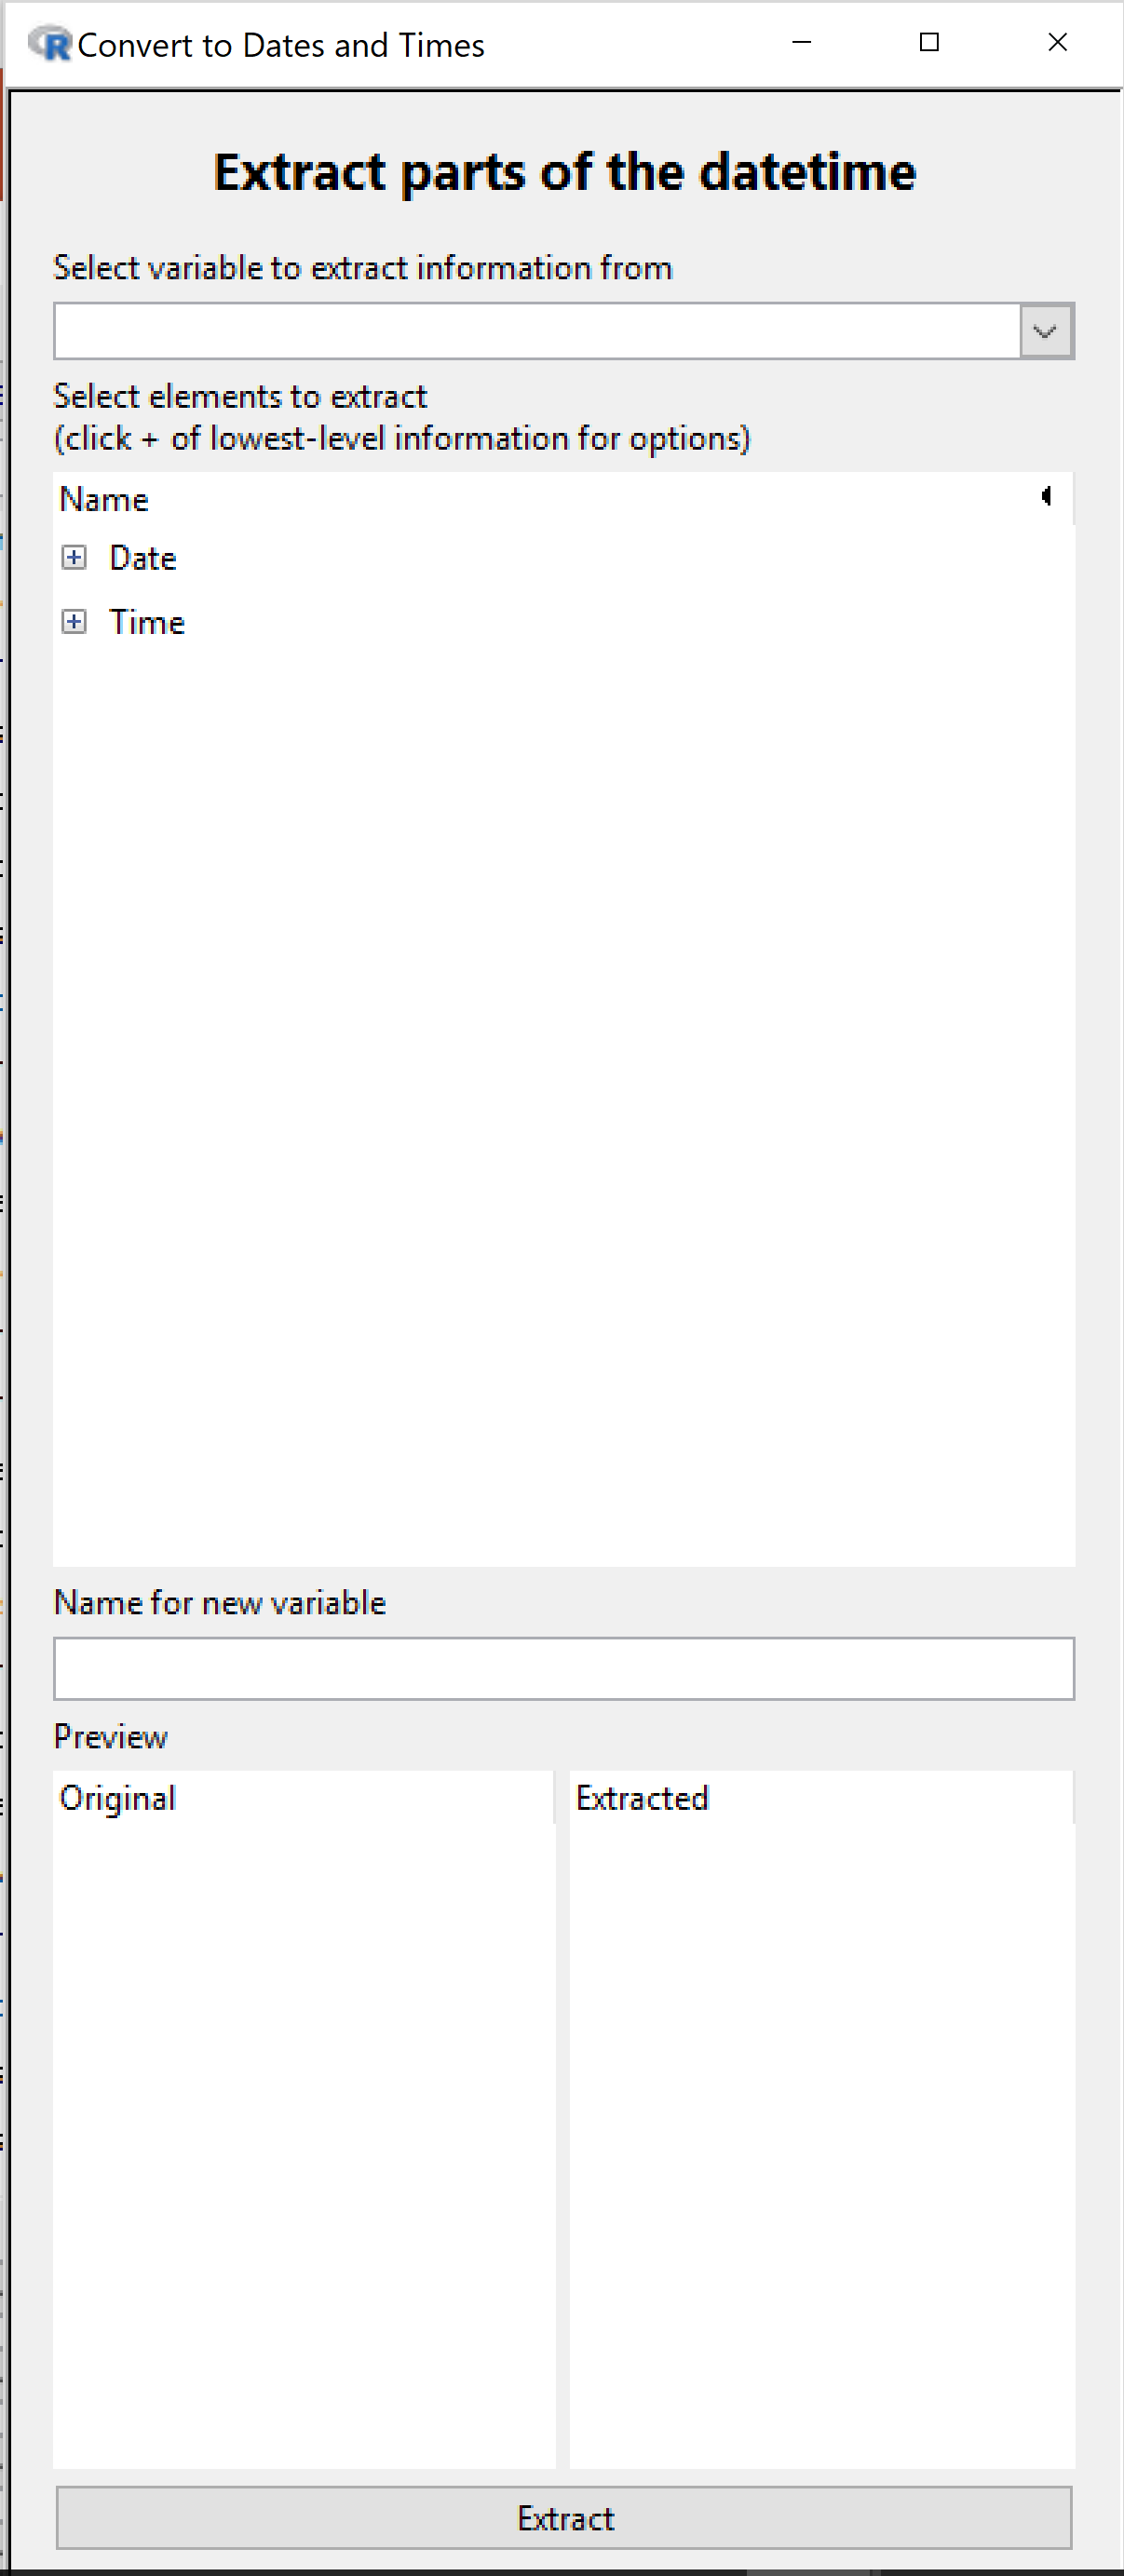 Convert to Dates and Times
Extract parts of the datetime
Select variable to extract information from
Select elements to extract
(click + of lowest-level information for options)
Name
Date
Time
Name for new variable
Preview
Original Extracted
Extract